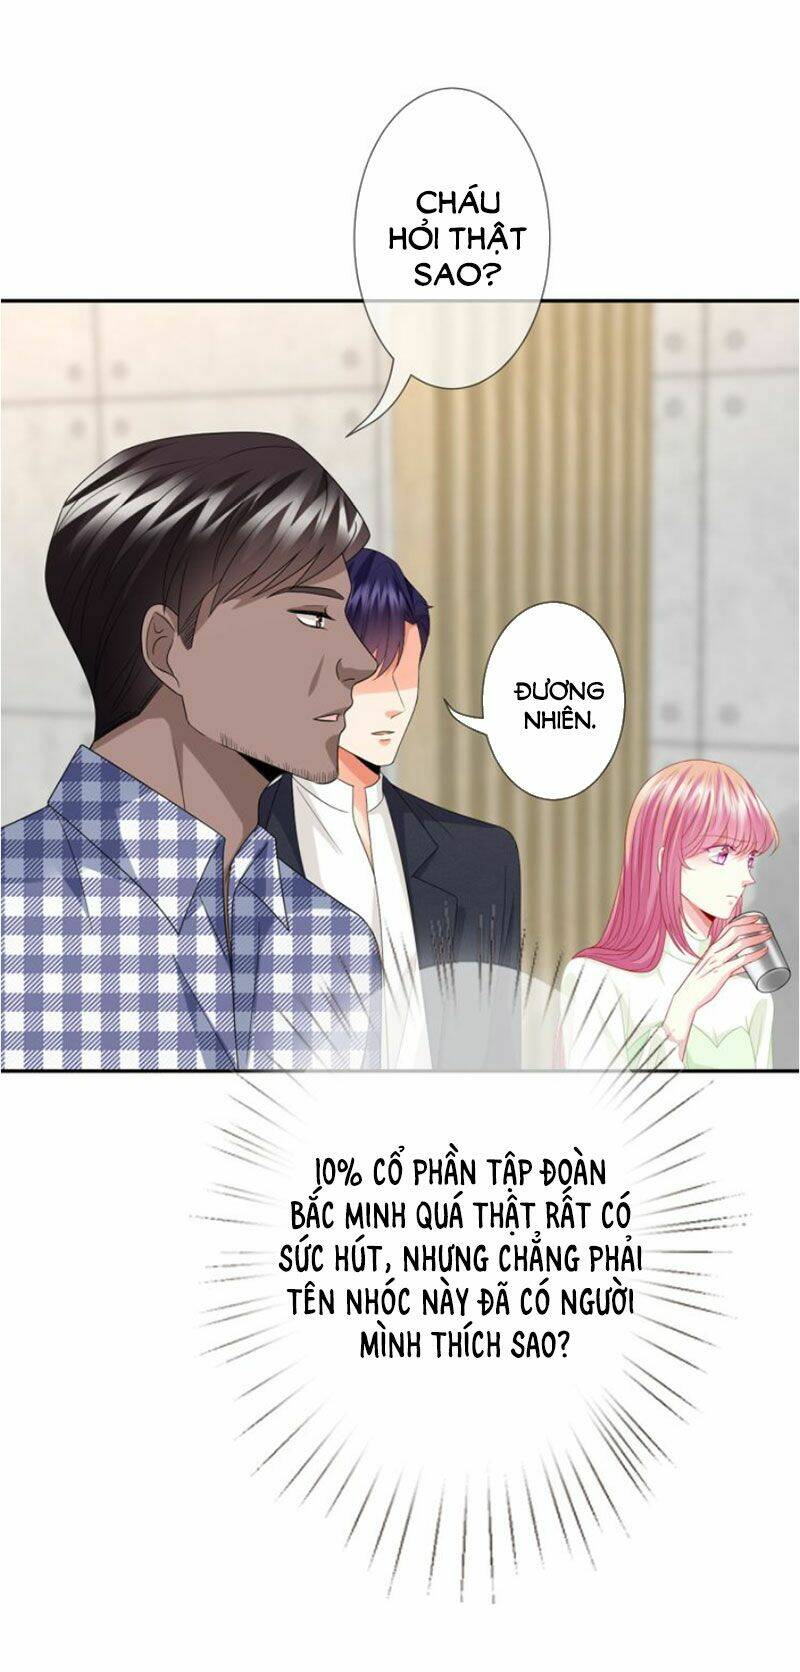 CHÁU
HỎI THẬT
SAO?
ĐƯƠNG
NHIÊN.
10% CỔ PHẦN TẬP ĐOÀN
BẮC MINH QUÁ THẬT RẤT CÓ
SỨC HÚT, NHƯNG CHẲNG PHẢI
TÊN NHÓC NÀY ĐÃ CÓ NGƯỜI
MÌNH THÍCH SAO?